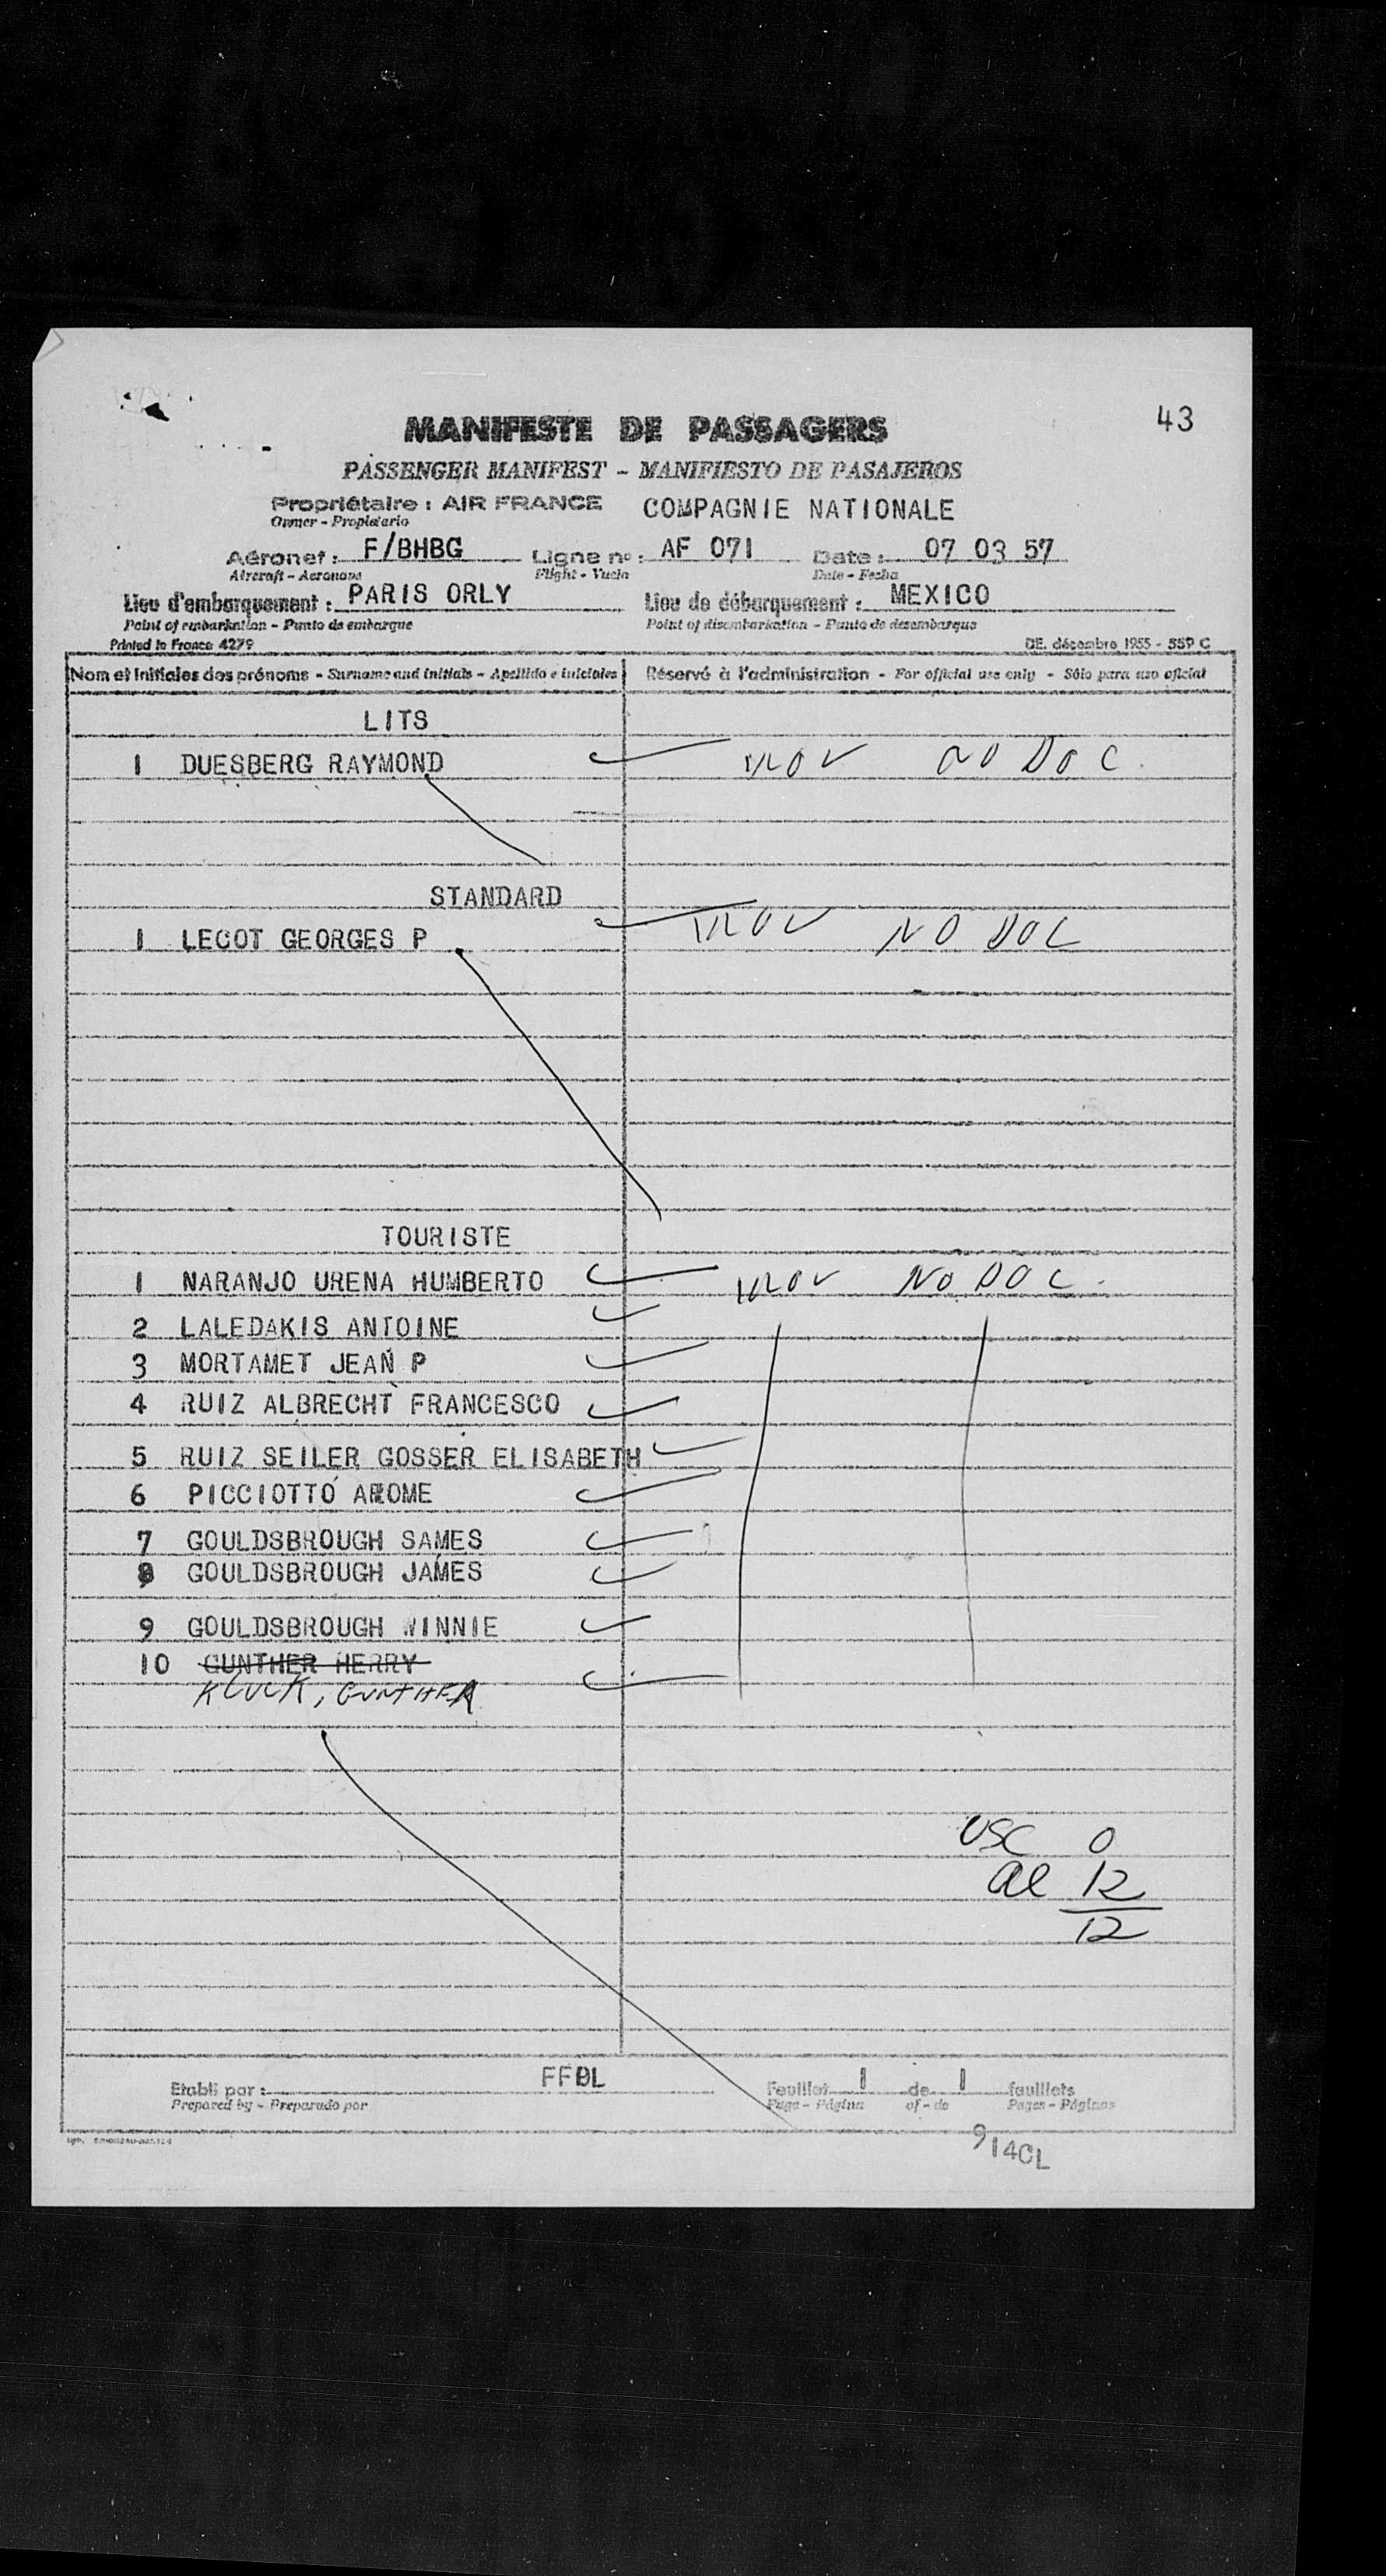 43
MANIFESTE DE PASSAGERS
PASSENGER MANIFEST - MANIFIESTO DE PASAJEROS
Propriétaire : AIR FRANCE COMPAGNIE NATIONALE
Owner - Propietario
Aéronef : F/BHBG Ligne n° : AF 071 Date : 07 03 57
Aircraft - Aeronave Flight - Vuelo Date - Fecha
Lieu d'embarquement : PARIS ORLY Lieu de débarquement : MEXICO
Point of embarkation - Punto de embarque Point of disembarkation - Punto de desembarque
Printed in France 4279 DE. décembre 1955 - SSP C
Nom et initiales des prénoms - Surname and initials - Apellido e iniciales Réservé à l'administration - For official use only - Sólo para uso oficial
LITS
1 DUESBERG RAYMOND NO DOC.
STANDARD
1 LECOT GEORGES P NO DOC
TOURISTE
1 NARANJO URENA HUMBERTO NO DOC.
2 LALEDAKIS ANTOINE
3 MORTAMET JEAN P
4 RUIZ ALBRECHT FRANCESCO
5 RUIZ SEILER GOSSER ELISABETH
6 PICCIOTTO AROME
7 GOULDSBROUGH SAMES
8 GOULDSBROUGH JAMES
9 GOULDSBROUGH WINNIE
10 GUNTHER HERRY
KLUCK, GUNTHER
USC 0
al 12
12
Etabli par : FFBL Feuillet 1 de 1 feuillets
Prepared by - Preparado por Page - Página of - de Pages - Páginas
914CL